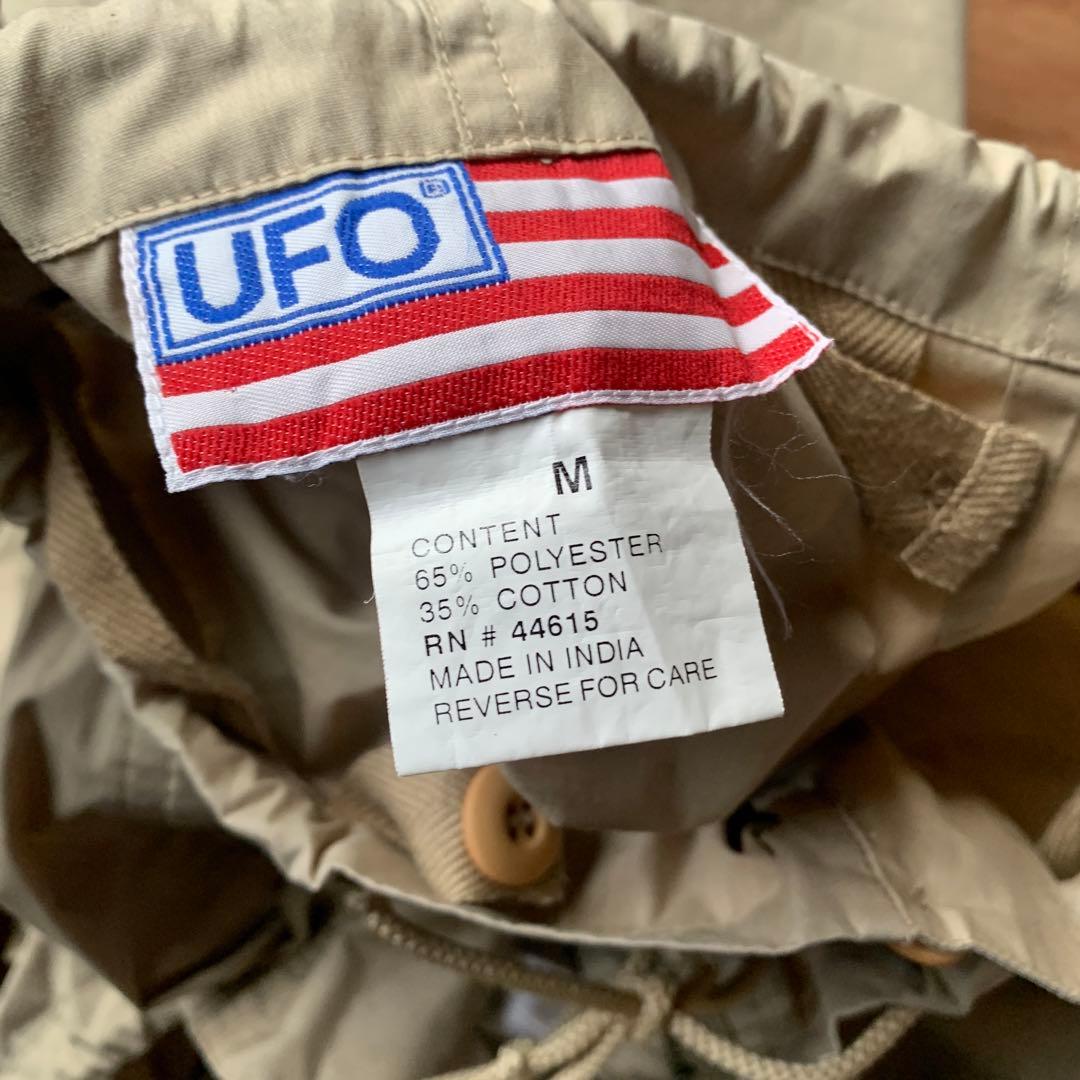 UFO®
M
CONTENT
65% POLYESTER
35% COTTON
RN # 44615
MADE IN INDIA
REVERSE FOR CARE